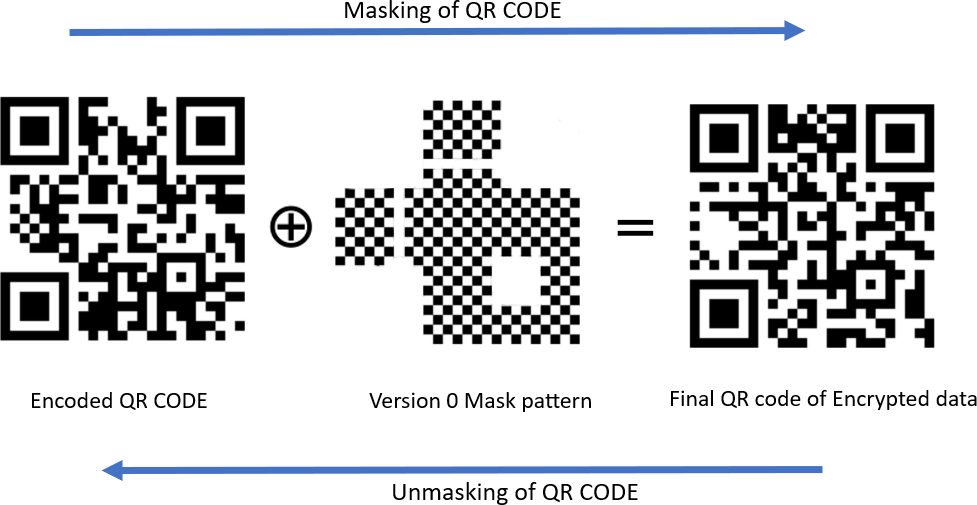 Masking of QR CODE
Encoded QR CODE
Version 0 Mask pattern
Final QR code of Encrypted data
Unmasking of QR CODE